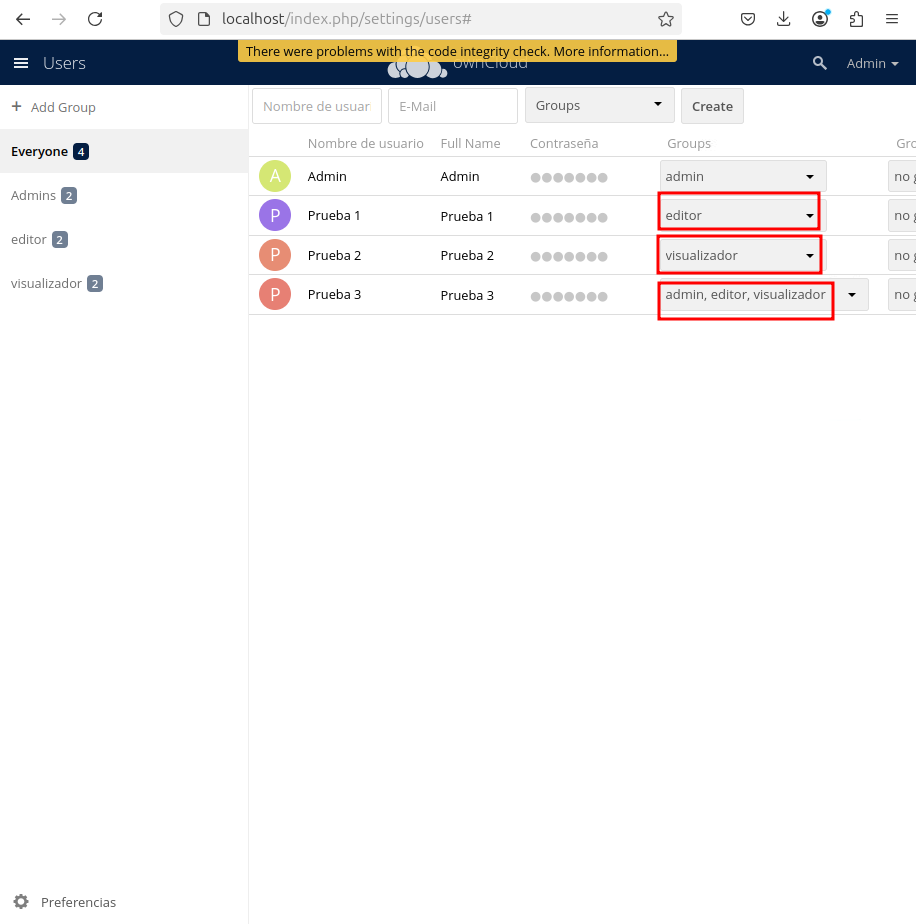 localhost/index.php/settings/users#
There were problems with the code integrity check. More information...
Users
ownCloud
Admin
+ Add Group
Everyone 4
Admins 2
editor 2
visualizador 2
Nombre de usuar
E-Mail
Groups
Create
Nombre de usuario Full Name Contraseña Groups Gro
A Admin Admin admin no g
P Prueba 1 Prueba 1 editor no g
P Prueba 2 Prueba 2 visualizador no g
P Prueba 3 Prueba 3 admin, editor, visualizador no g
Preferencias